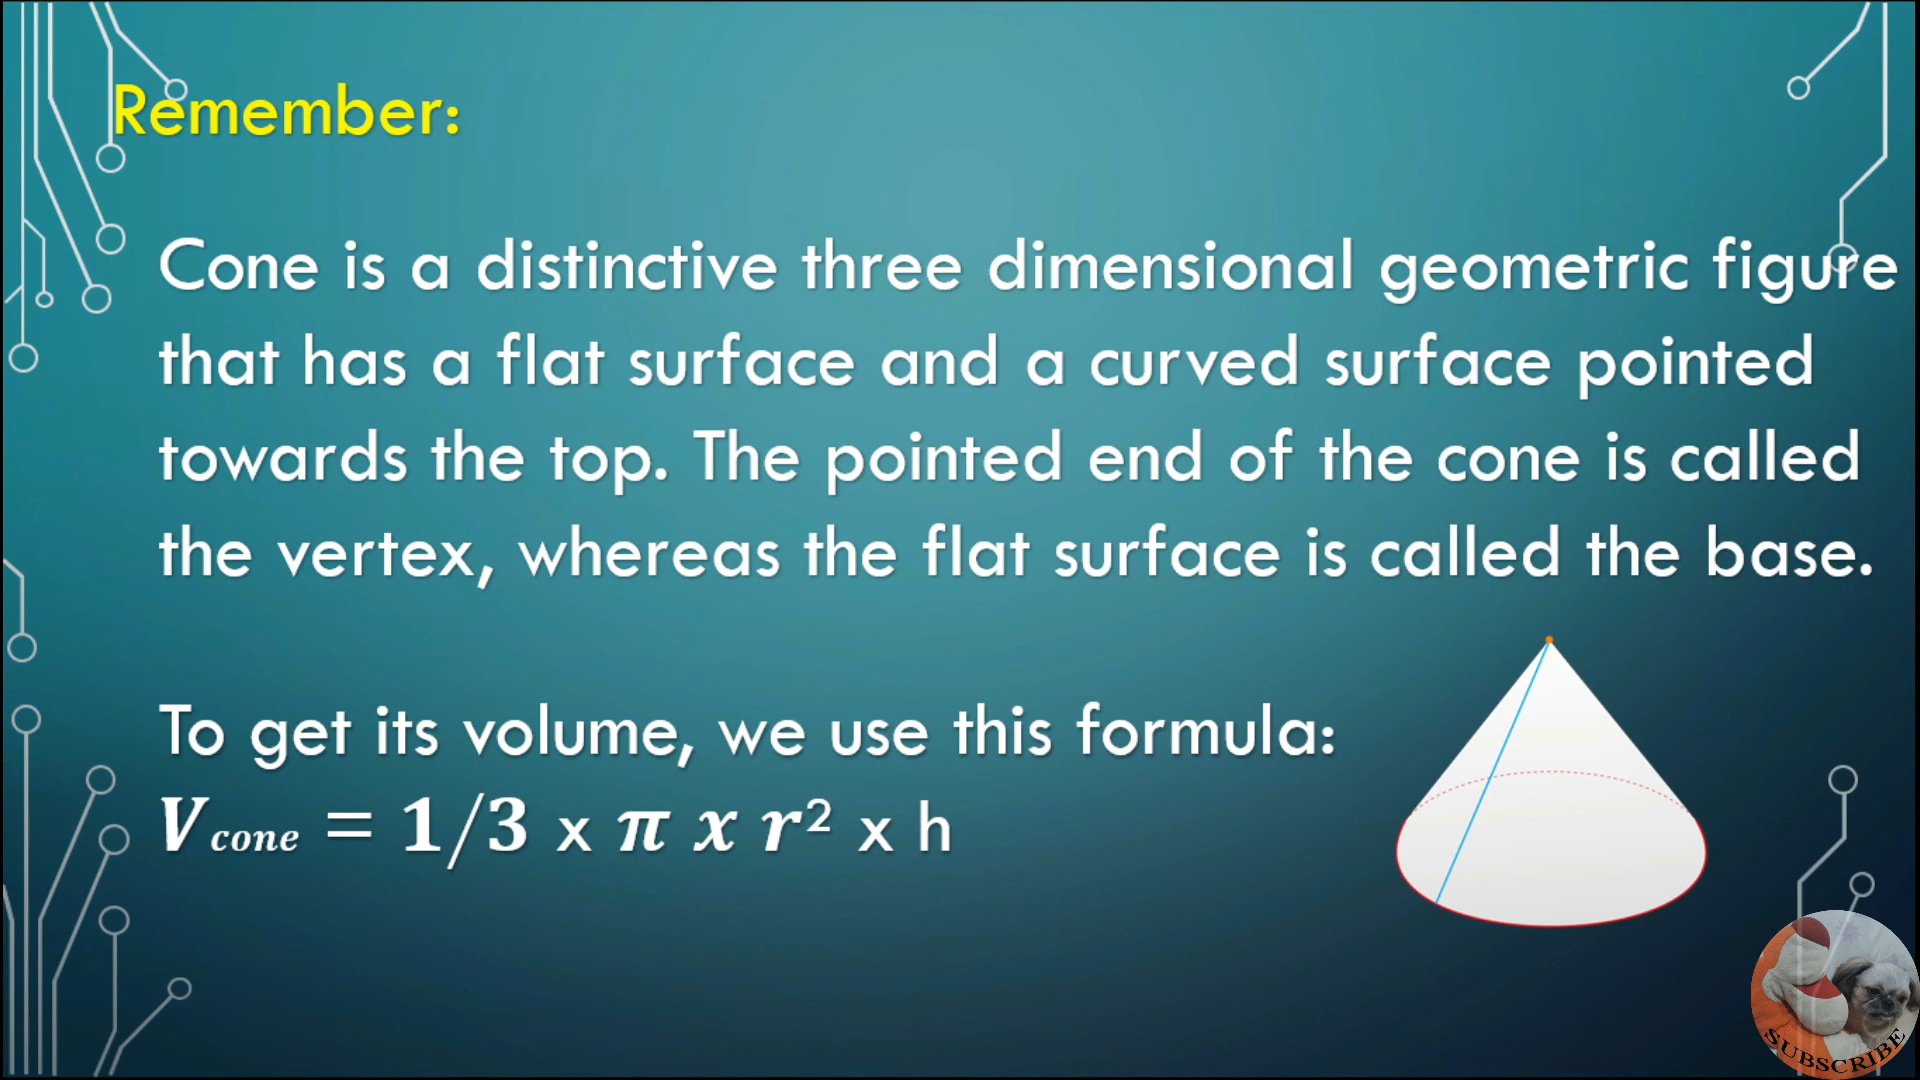 Remember:
Cone is a distinctive three dimensional geometric figure
that has a flat surface and a curved surface pointed
towards the top. The pointed end of the cone is called
the vertex, whereas the flat surface is called the base.
To get its volume, we use this formula:
V cone = 1/3 x π x r² x h
SUBSCRIBE